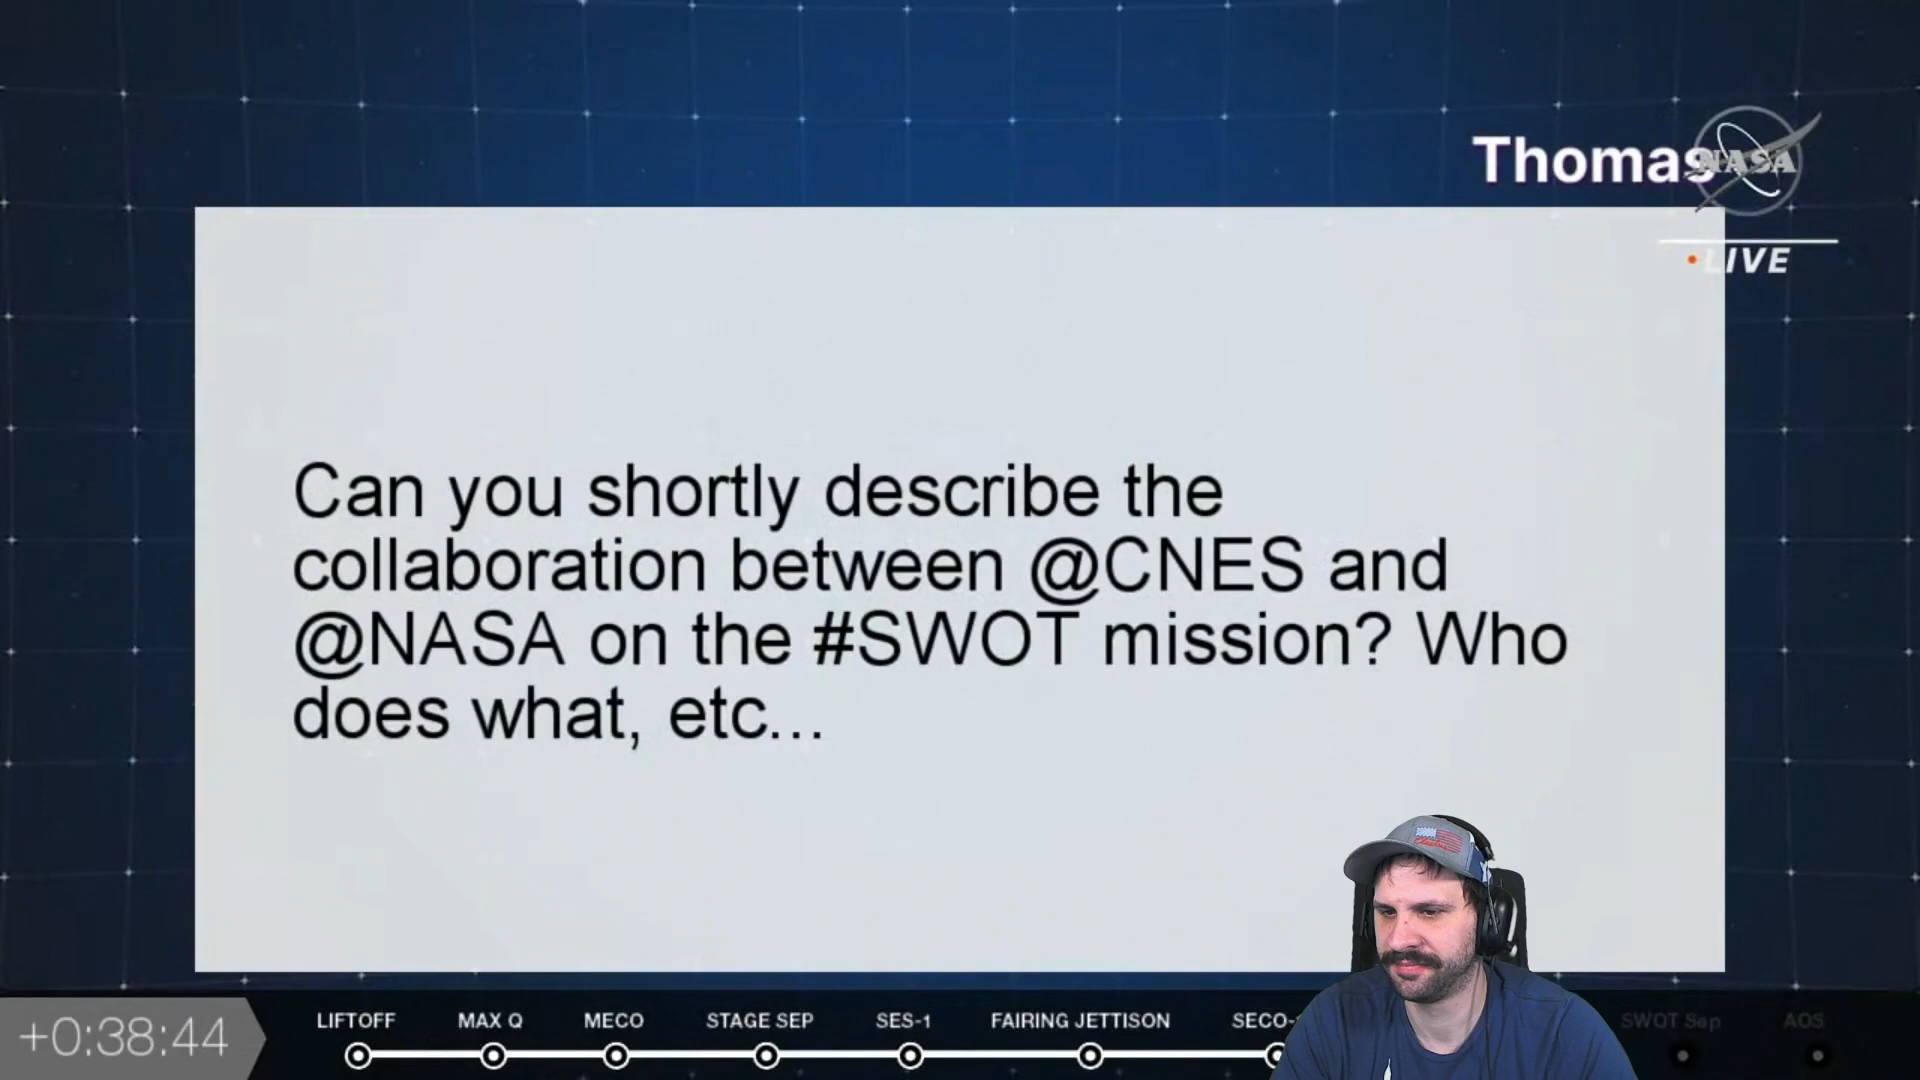 Thomas
NASA
LIVE
Can you shortly describe the
collaboration between @CNES and
@NASA on the #SWOT mission? Who
does what, etc...
+0:38:44
LIFTOFF
MAX Q
MECO
STAGE SEP
SES-1
FAIRING JETTISON
SECO-
SWOT Sep
AOS